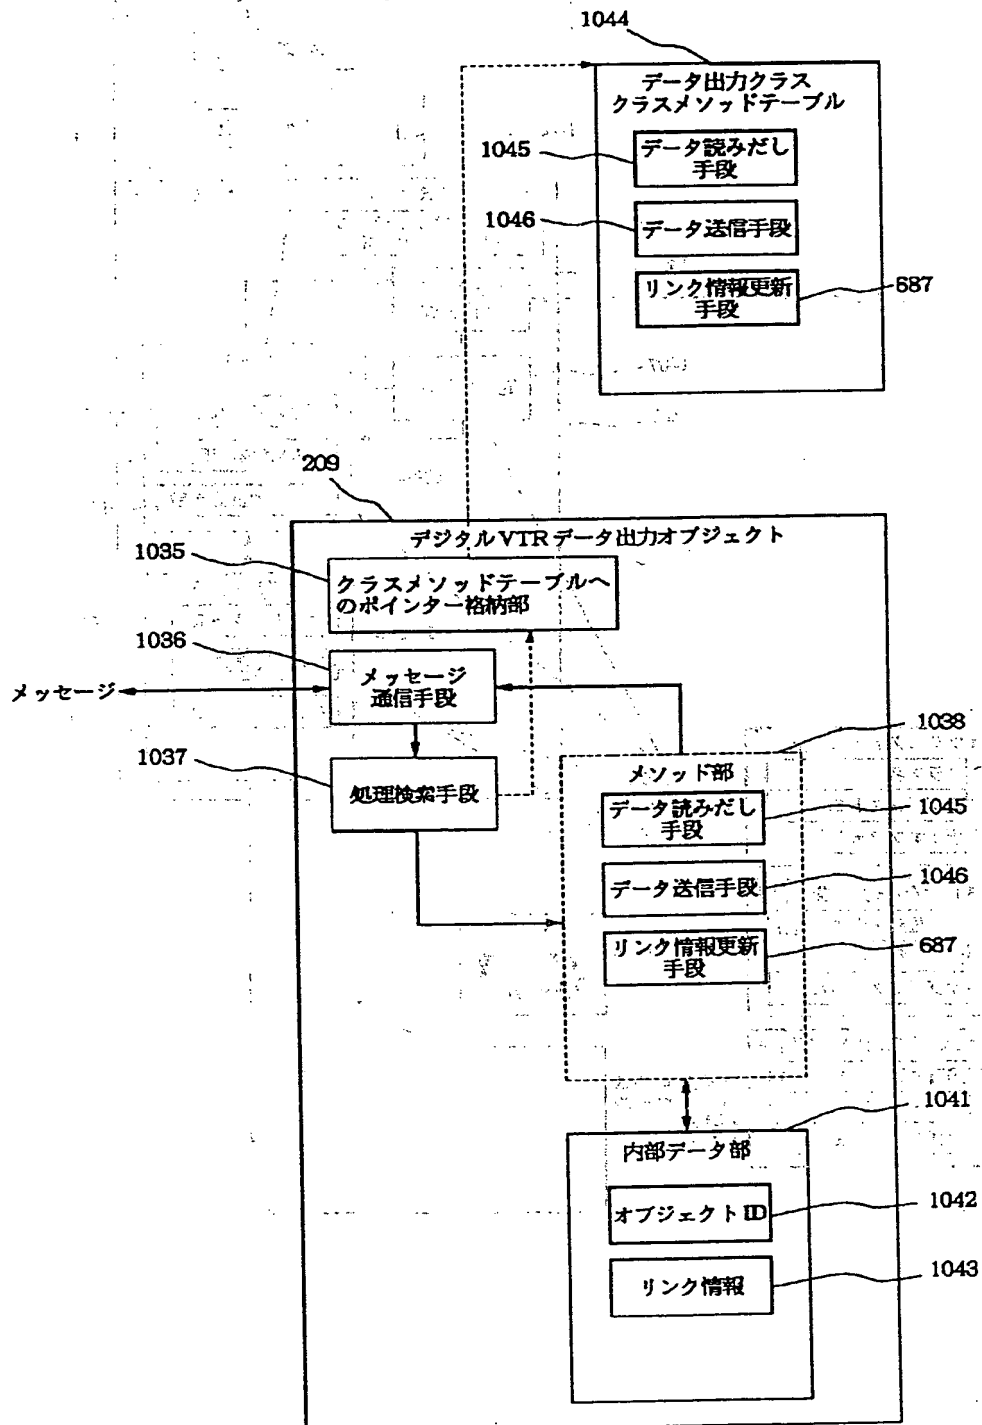 1044
データ出力クラス
クラスメソッドテーブル
1045
データ読みだし
手段
1046
データ送信手段
リンク情報更新
手段
687
209
デジタルVTRデータ出力オブジェクト
1035
クラスメソッドテーブルへ
のポインター格納部
1036
メッセージ
通信手段
メッセージ
1037
処理検索手段
1038
メソッド部
データ読みだし
手段
1045
データ送信手段
1046
リンク情報更新
手段
687
1041
内部データ部
オブジェクトID
1042
リンク情報
1043